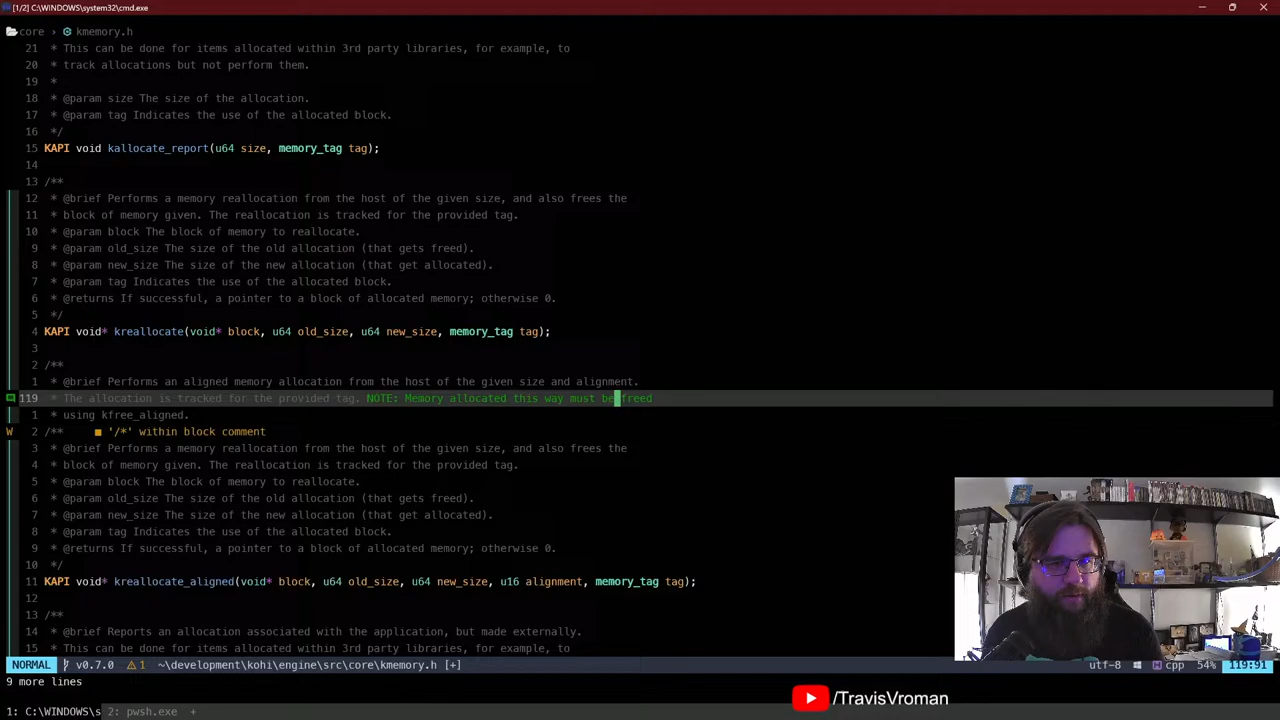 [1/2] C:\WINDOWS\system32\cmd.exe
core › kmemory.h
21 * This can be done for items allocated within 3rd party libraries, for example, to
20 * track allocations but not perform them.
19 *
18 * @param size The size of the allocation.
17 * @param tag Indicates the use of the allocated block.
16 */
15 KAPI void kallocate_report(u64 size, memory_tag tag);
14
13 /**
12 * @brief Performs a memory reallocation from the host of the given size, and also frees the
11 * block of memory given. The reallocation is tracked for the provided tag.
10 * @param block The block of memory to reallocate.
9 * @param old_size The size of the old allocation (that gets freed).
8 * @param new_size The size of the new allocation (that get allocated).
7 * @param tag Indicates the use of the allocated block.
6 * @returns If successful, a pointer to a block of allocated memory; otherwise 0.
5 */
4 KAPI void* kreallocate(void* block, u64 old_size, u64 new_size, memory_tag tag);
3
2 /**
1 * @brief Performs an aligned memory allocation from the host of the given size and alignment.
119 * The allocation is tracked for the provided tag. NOTE: Memory allocated this way must be freed
1 * using kfree_aligned.
W 2 /** ■ '/*' within block comment
3 * @brief Performs a memory reallocation from the host of the given size, and also frees the
4 * block of memory given. The reallocation is tracked for the provided tag.
5 * @param block The block of memory to reallocate.
6 * @param old_size The size of the old allocation (that gets freed).
7 * @param new_size The size of the new allocation (that get allocated).
8 * @param tag Indicates the use of the allocated block.
9 * @returns If successful, a pointer to a block of allocated memory; otherwise 0.
10 */
11 KAPI void* kreallocate_aligned(void* block, u64 old_size, u64 new_size, u16 alignment, memory_tag tag);
12
13 /**
14 * @brief Reports an allocation associated with the application, but made externally.
15 * This can be done for items allocated within 3rd party libraries, for example, to
NORMAL v0.7.0 ⚠ 1 ~\development\kohi\engine\src\core\kmemory.h [+] utf-8 cpp 54% 119:91
9 more lines
/TravisVroman
1: C:\WINDOWS\s 2: pwsh.exe +